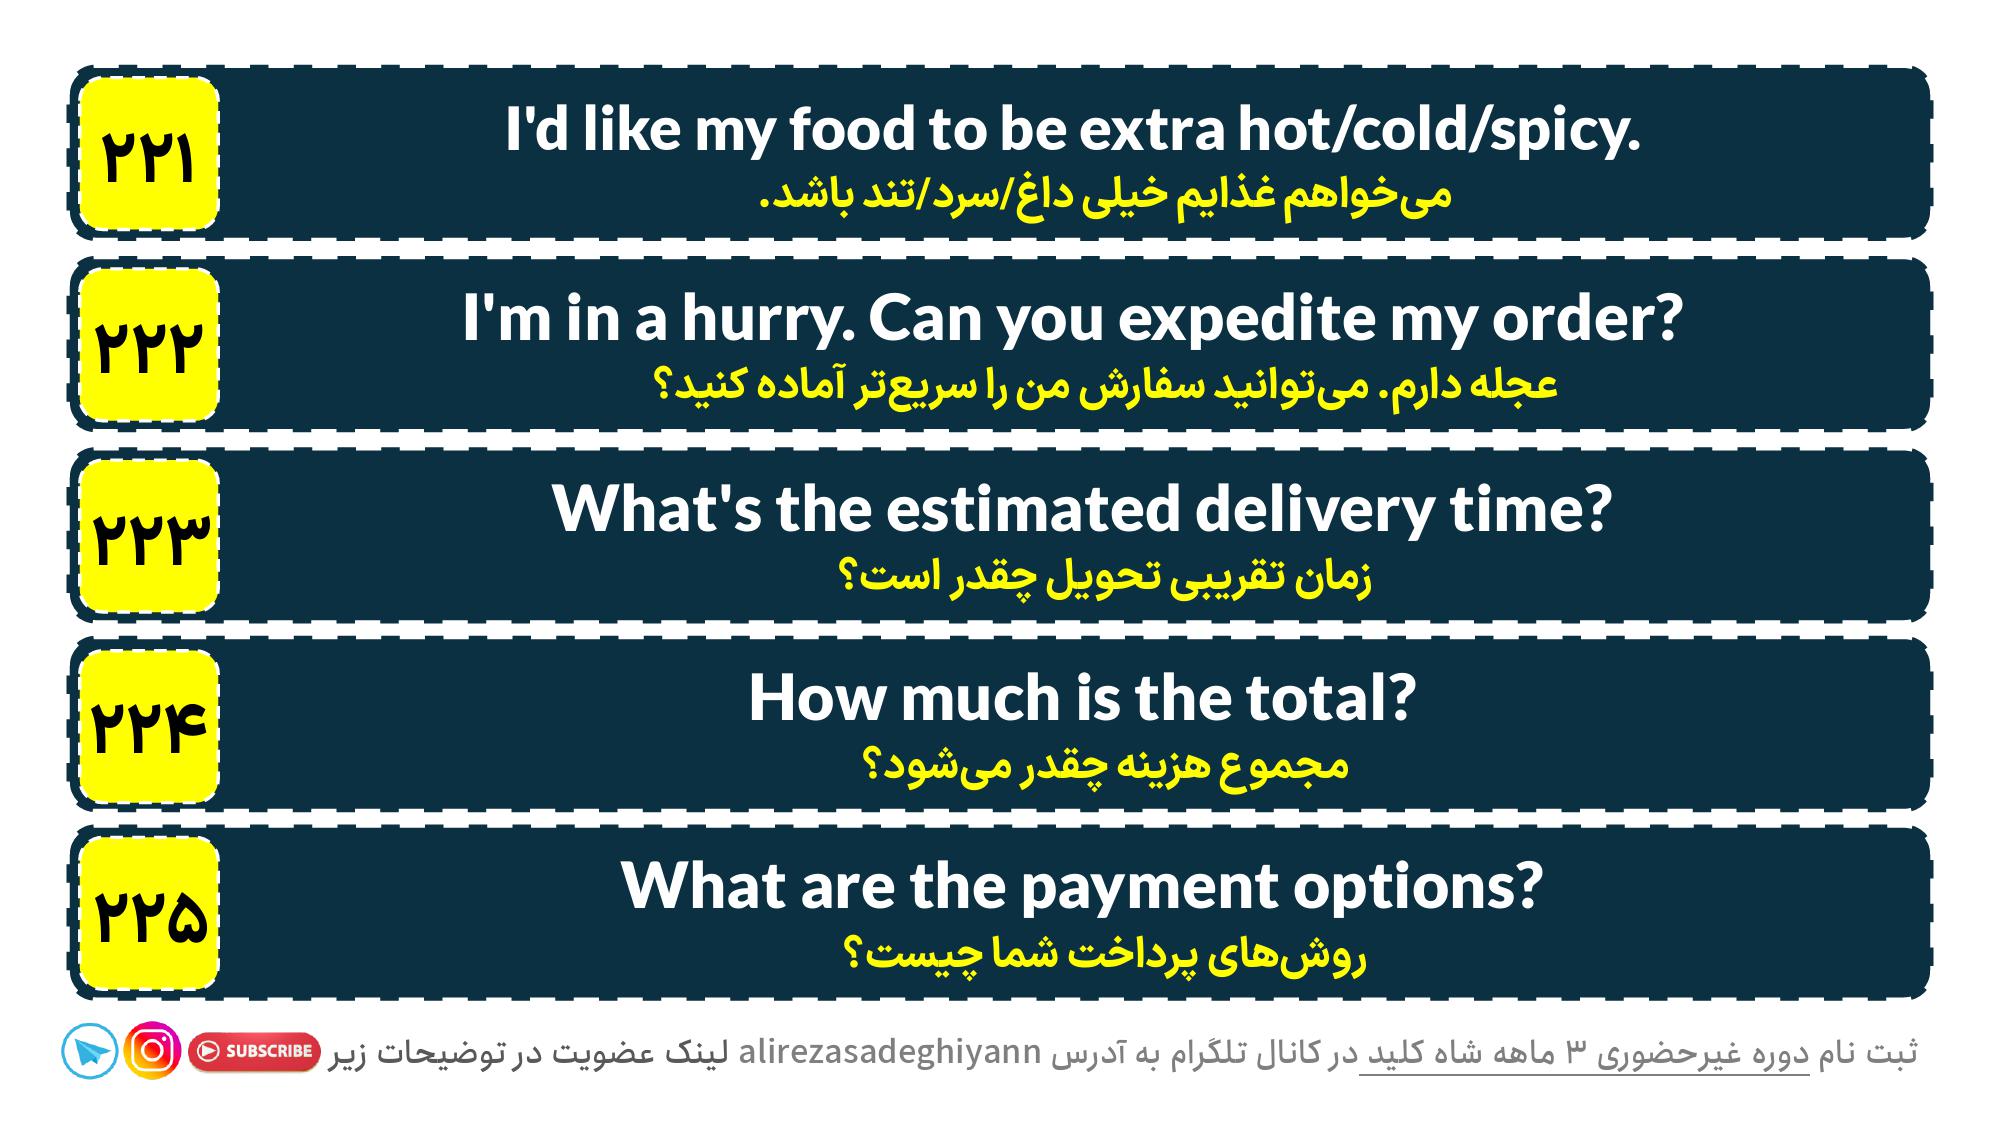 ۲۲۱
I'd like my food to be extra hot/cold/spicy.
می‌خواهم غذایم خیلی داغ/سرد/تند باشد.
۲۲۲
I'm in a hurry. Can you expedite my order?
عجله دارم. می‌توانید سفارش من را سریع‌تر آماده کنید؟
۲۲۳
What's the estimated delivery time?
زمان تقریبی تحویل چقدر است؟
۲۲۴
How much is the total?
مجموع هزینه چقدر می‌شود؟
۲۲۵
What are the payment options?
روش‌های پرداخت شما چیست؟
ثبت نام دوره غیرحضوری ۳ ماهه شاه کلید در کانال تلگرام به آدرس alirezasadeghiyann لینک عضویت در توضیحات زیر SUBSCRIBE